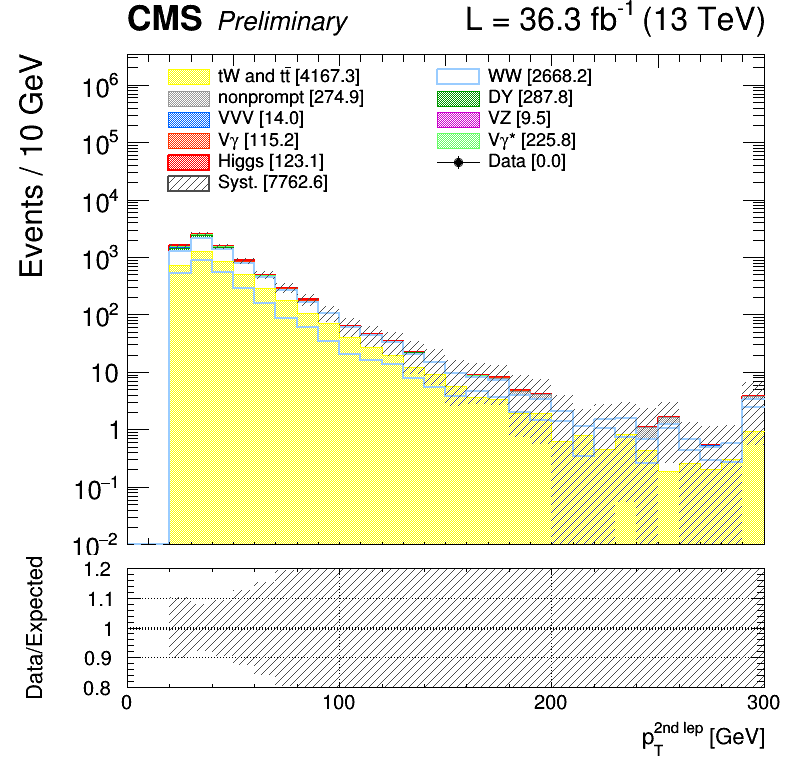 CMS Preliminary L = 36.3 fb⁻¹ (13 TeV)
Events / 10 GeV
tW and tt̄ [4167.3] WW [2668.2]
nonprompt [274.9] DY [287.8]
VVV [14.0] VZ [9.5]
Vγ [115.2] Vγ* [225.8]
Higgs [123.1] Data [0.0]
Syst. [7762.6]
10⁶
10⁵
10⁴
10³
10²
10
1
10⁻¹
10⁻²
Data/Expected
1.2
1.1
1
0.9
0.8
0 100 200 300
p_T^{2nd lep} [GeV]